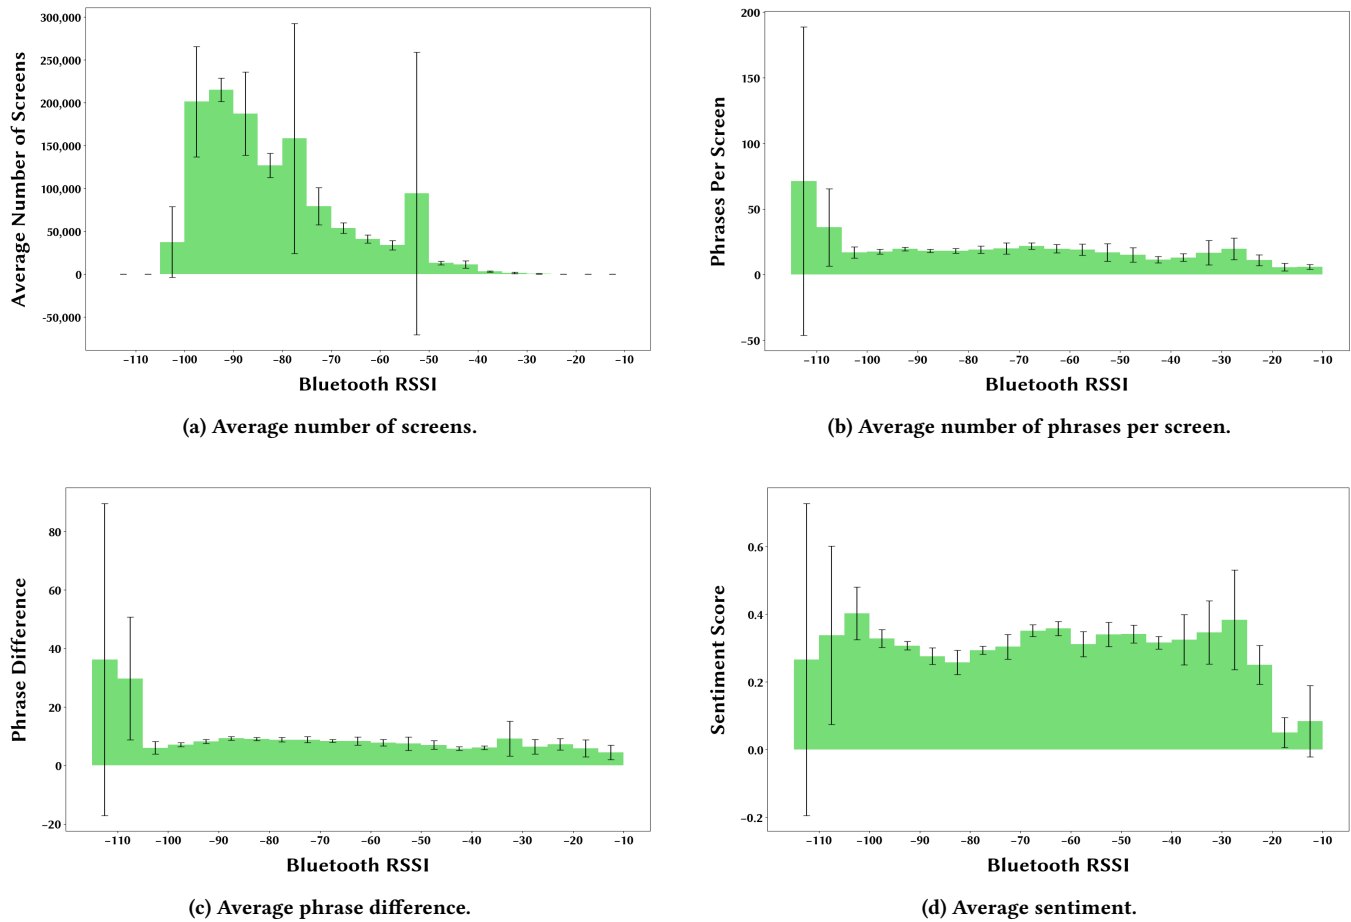 300,000
250,000
200,000
150,000
100,000
50,000
0
-50,000
Average Number of Screens
−110 −100 −90 −80 −70 −60 −50 −40 −30 −20 −10
Bluetooth RSSI
(a) Average number of screens.
200
150
100
50
0
−50
Phrases Per Screen
−110 −100 −90 −80 −70 −60 −50 −40 −30 −20 −10
Bluetooth RSSI
(b) Average number of phrases per screen.
80
60
40
20
0
−20
Phrase Difference
−110 −100 −90 −80 −70 −60 −50 −40 −30 −20 −10
Bluetooth RSSI
(c) Average phrase difference.
0.6
0.4
0.2
0.0
−0.2
Sentiment Score
−110 −100 −90 −80 −70 −60 −50 −40 −30 −20 −10
Bluetooth RSSI
(d) Average sentiment.